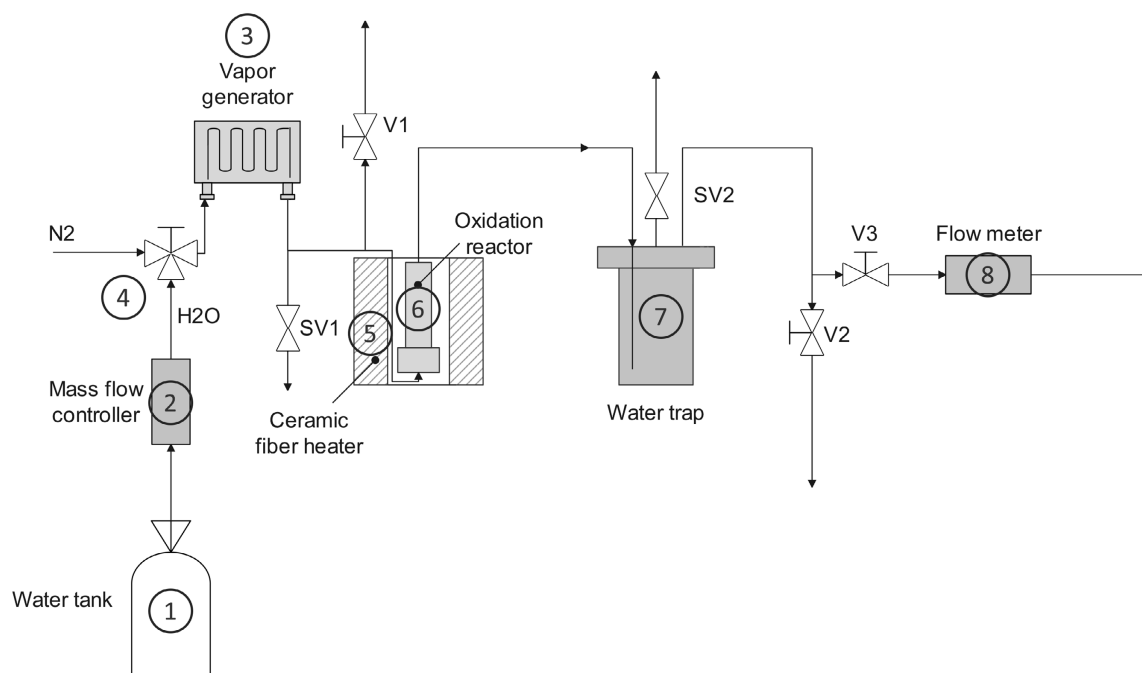 3
Vapor
generator
V1
N2
4
H2O
SV1
5
6
Oxidation
reactor
Mass flow
controller
2
Ceramic
fiber heater
Water tank
1
SV2
7
Water trap
V3
V2
Flow meter
8